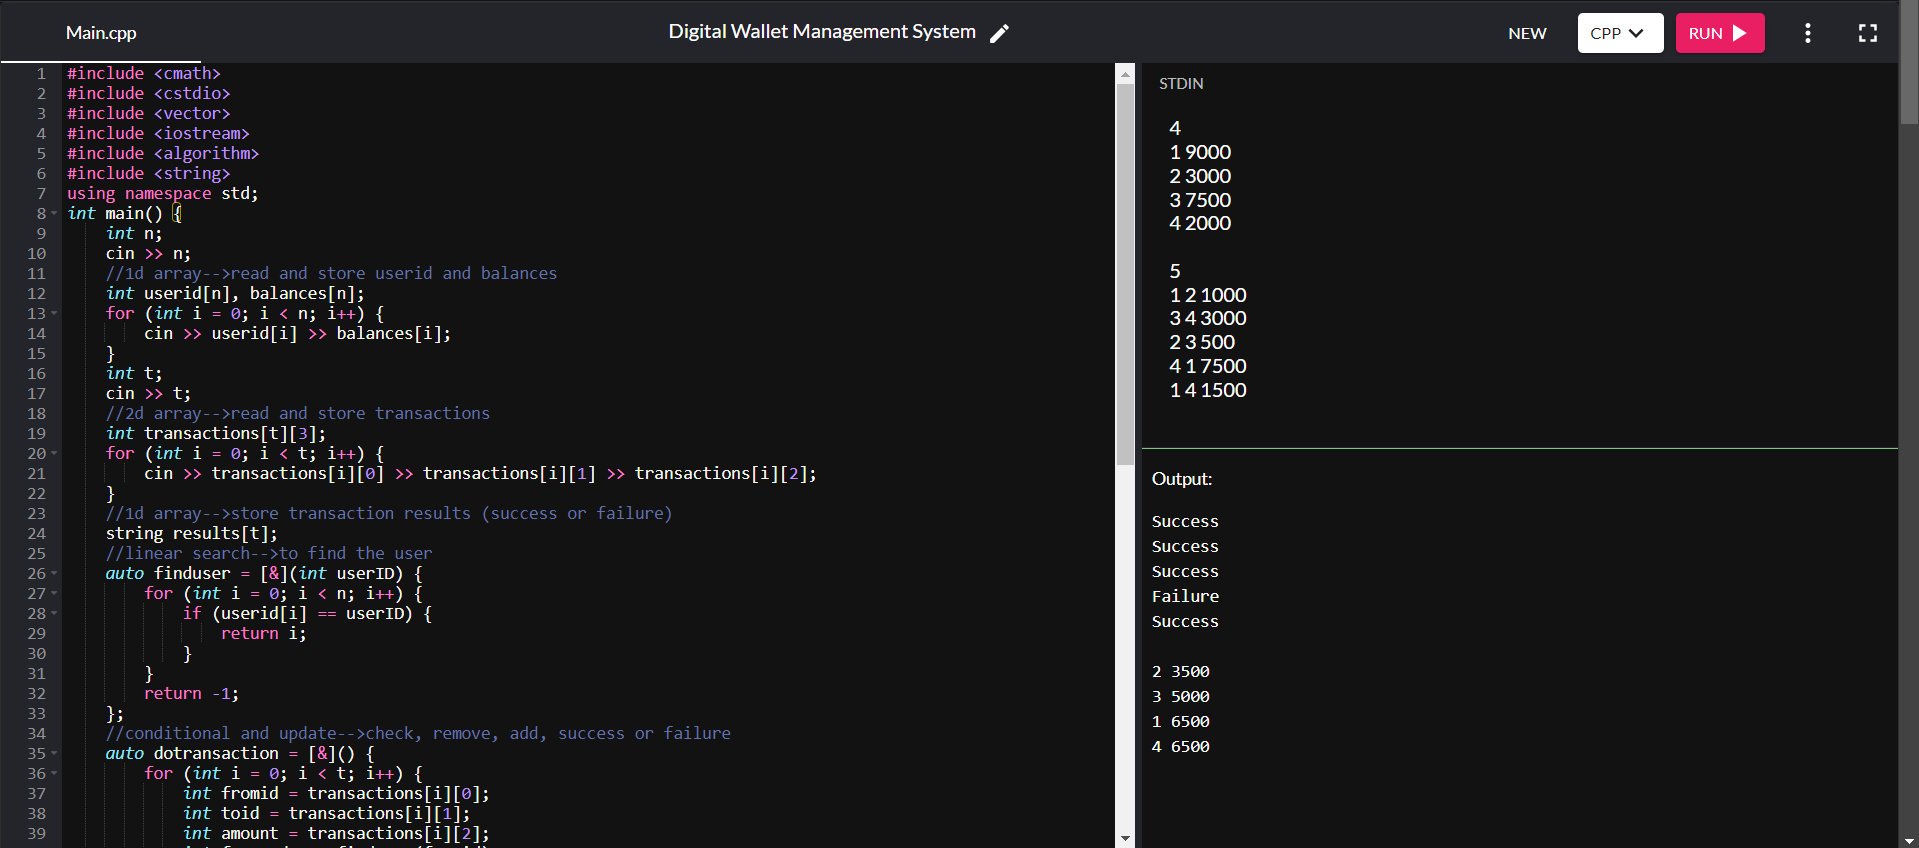 Main.cpp
Digital Wallet Management System
NEW
CPP
RUN
1 #include <cmath>
2 #include <cstdio>
3 #include <vector>
4 #include <iostream>
5 #include <algorithm>
6 #include <string>
7 using namespace std;
8 int main() {
9 int n;
10 cin >> n;
11 //1d array-->read and store userid and balances
12 int userid[n], balances[n];
13 for (int i = 0; i < n; i++) {
14 cin >> userid[i] >> balances[i];
15 }
16 int t;
17 cin >> t;
18 //2d array-->read and store transactions
19 int transactions[t][3];
20 for (int i = 0; i < t; i++) {
21 cin >> transactions[i][0] >> transactions[i][1] >> transactions[i][2];
22 }
23 //1d array-->store transaction results (success or failure)
24 string results[t];
25 //linear search-->to find the user
26 auto finduser = [&](int userID) {
27 for (int i = 0; i < n; i++) {
28 if (userid[i] == userID) {
29 return i;
30 }
31 }
32 return -1;
33 };
34 //conditional and update-->check, remove, add, success or failure
35 auto dotransaction = [&]() {
36 for (int i = 0; i < t; i++) {
37 int fromid = transactions[i][0];
38 int toid = transactions[i][1];
39 int amount = transactions[i][2];
STDIN
4
1 9000
2 3000
3 7500
4 2000
5
1 2 1000
3 4 3000
2 3 500
4 1 7500
1 4 1500
Output:
Success
Success
Success
Failure
Success
2 3500
3 5000
1 6500
4 6500